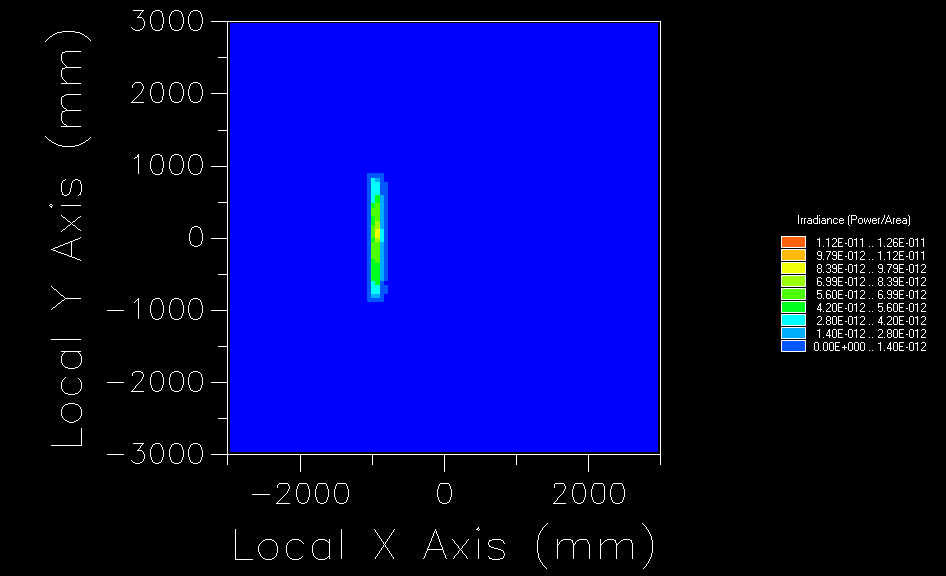 3000
2000
1000
0
−1000
−2000
−3000
Local Y Axis (mm)
−2000 0 2000
Local X Axis (mm)
Irradiance (Power/Area)
1.12E-011 .. 1.26E-011
9.79E-012 .. 1.12E-011
8.39E-012 .. 9.79E-012
6.99E-012 .. 8.39E-012
5.60E-012 .. 6.99E-012
4.20E-012 .. 5.60E-012
2.80E-012 .. 4.20E-012
1.40E-012 .. 2.80E-012
0.00E+000 .. 1.40E-012